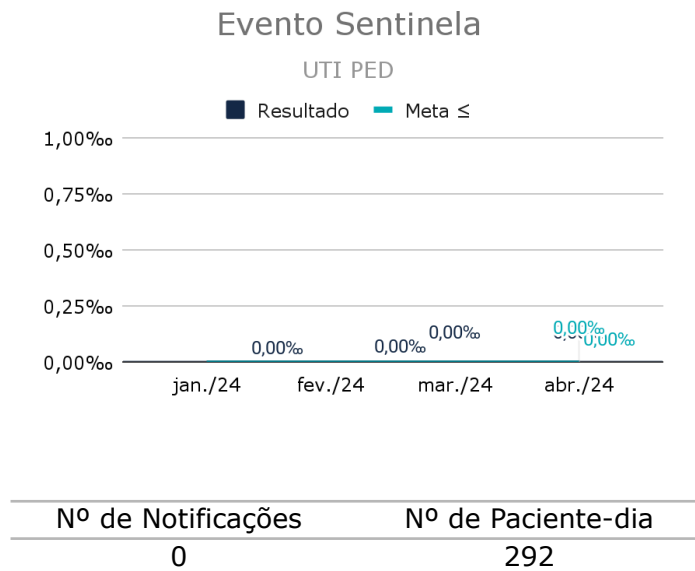 Evento Sentinela
UTI PED
Resultado Meta ≤
1,00‰
0,75‰
0,50‰
0,25‰
0,00‰
0,00‰ 0,00‰ 0,00‰ 0,00‰ 0,00‰
jan./24 fev./24 mar./24 abr./24
Nº de Notificações Nº de Paciente-dia
0 292